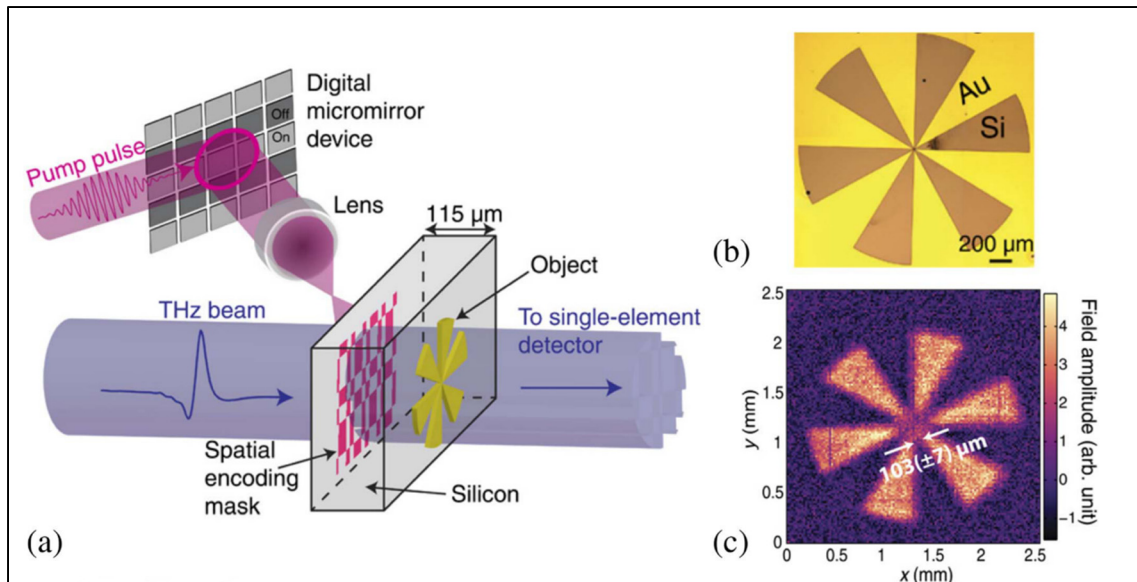 Digital
micromirror
device
Off
On
Pump pulse
Lens
115 μm
Object
THz beam
To single-element
detector
Spatial
encoding
mask
Silicon
(a)
Au
Si
200 μm
(b)
2.5
2
1.5
1
0.5
0
y (mm)
103(±7) μm
0 0.5 1 1.5 2 2.5
x (mm)
4
3
2
1
0
−1
Field amplitude (arb. unit)
(c)